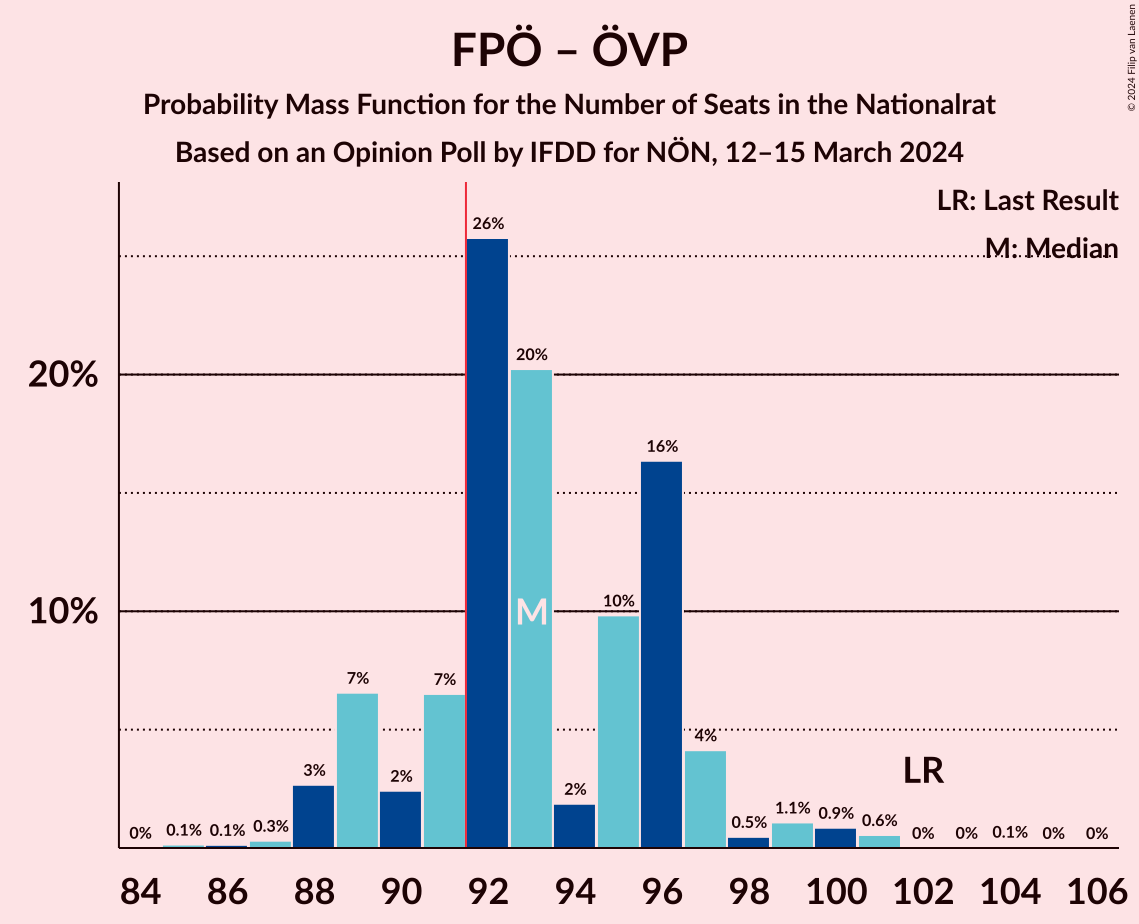 FPÖ – ÖVP
Probability Mass Function for the Number of Seats in the Nationalrat
Based on an Opinion Poll by IFDD for NÖN, 12–15 March 2024
© 2024 Filip van Laenen
LR: Last Result
M: Median
26%
20%
20%
16%
10%
10%
M
7%
7%
4%
LR
3%
2%
2%
0%
0.1%
0.1%
0.3%
0.5%
1.1%
0.9%
0.6%
0%
0%
0.1%
0%
0%
84 86 88 90 92 94 96 98 100 102 104 106